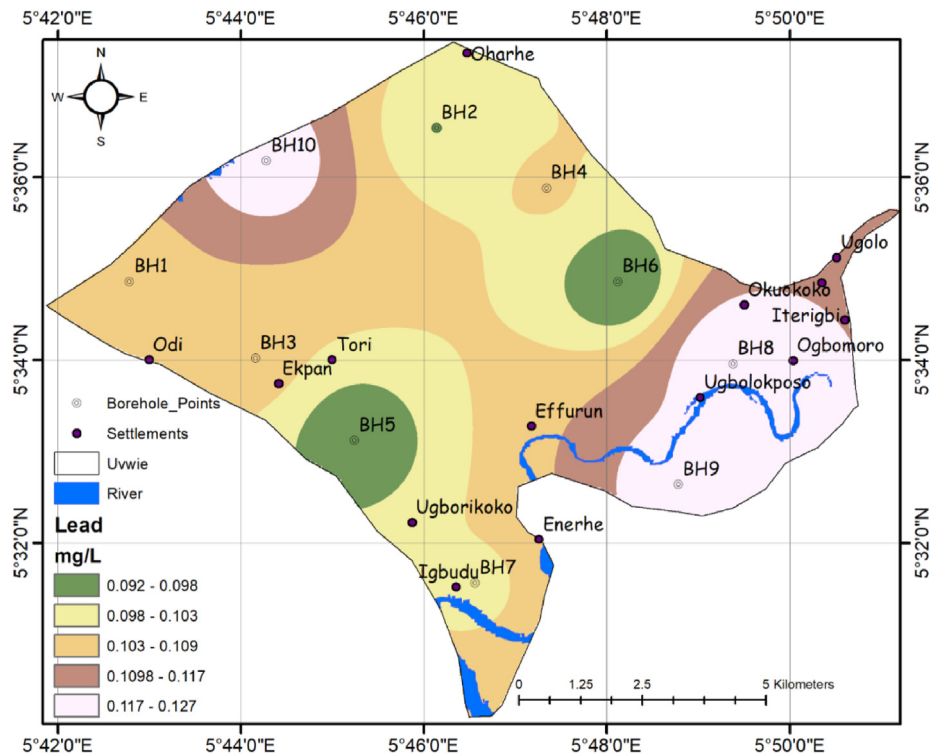 5°42'0"E 5°44'0"E 5°46'0"E 5°48'0"E 5°50'0"E
N
W E
S
Oharhe
BH2
BH10
BH4
5°36'0"N 5°36'0"N
Ugolo
BH1
BH6
Okuokoko
Iterigbi
Odi
BH3
Tori
BH8
Ogbomoro
5°34'0"N 5°34'0"N
Ekpan
Ugbolokposo
Borehole_Points
BH5
Effurun
Settlements
Uvwie
BH9
River
Ugborikoko
Enerhe
Lead
5°32'0"N 5°32'0"N
mg/L
Igbudu
BH7
0.092 - 0.098
0.098 - 0.103
0.103 - 0.109
0.1098 - 0.117
0.117 - 0.127
0 1.25 2.5 5 Kilometers
5°42'0"E 5°44'0"E 5°46'0"E 5°48'0"E 5°50'0"E